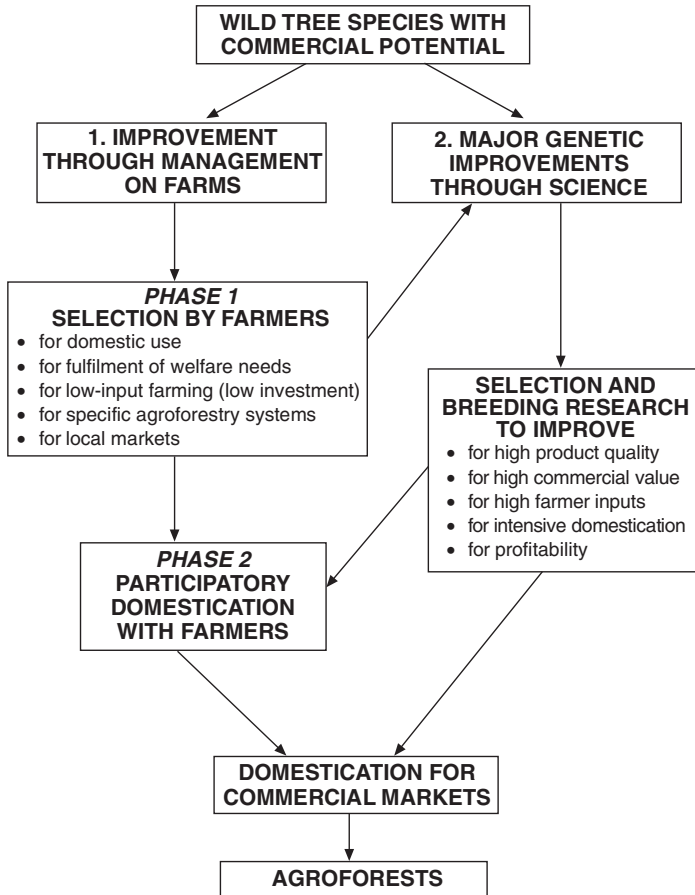 WILD TREE SPECIES WITH
COMMERCIAL POTENTIAL
1. IMPROVEMENT
THROUGH MANAGEMENT
ON FARMS
2. MAJOR GENETIC
IMPROVEMENTS
THROUGH SCIENCE
PHASE 1
SELECTION BY FARMERS
• for domestic use
• for fulfilment of welfare needs
• for low-input farming (low investment)
• for specific agroforestry systems
• for local markets
SELECTION AND
BREEDING RESEARCH
TO IMPROVE
• for high product quality
• for high commercial value
• for high farmer inputs
• for intensive domestication
• for profitability
PHASE 2
PARTICIPATORY
DOMESTICATION
WITH FARMERS
DOMESTICATION FOR
COMMERCIAL MARKETS
AGROFORESTS